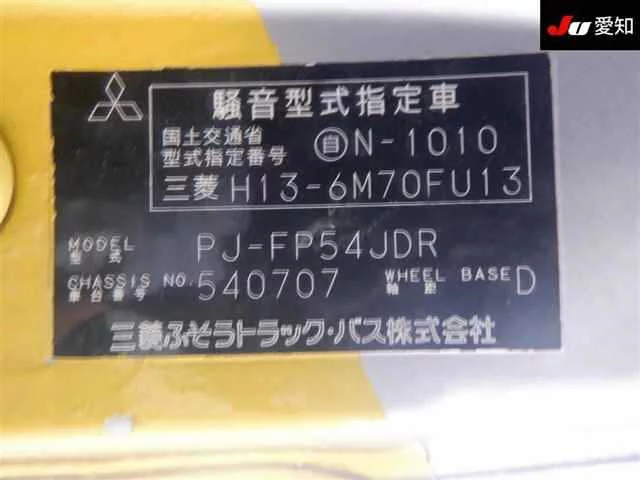 JU 愛知
騒音型式指定車
国土交通省
型式指定番号 自N-1010
三菱 H13-6M70FU13
MODEL
型式 PJ-FP54JDR
CHASSIS NO.
車台番号 540707
WHEEL BASE
軸距 D
三菱ふそうトラック・バス株式会社